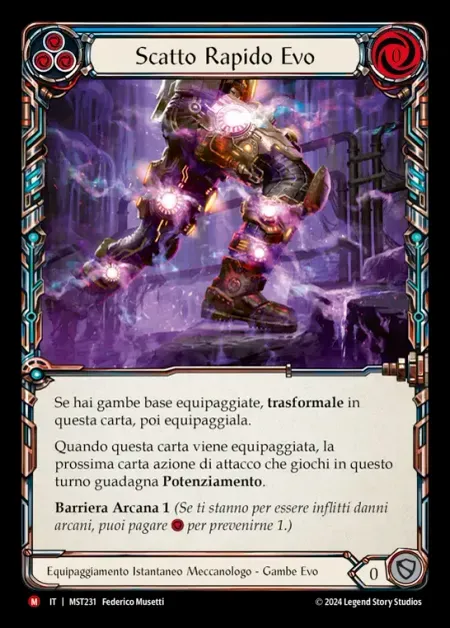 Scatto Rapido Evo
0
Se hai gambe base equipaggiate, trasformale in
questa carta, poi equipaggiala.
Quando questa carta viene equipaggiata, la
prossima carta azione di attacco che giochi in questo
turno guadagna Potenziamento.
Barriera Arcana 1 (Se ti stanno per essere inflitti danni
arcani, puoi pagare per prevenirne 1.)
Equipaggiamento Istantaneo Meccanologo - Gambe Evo
0
M IT | MST231 Federico Musetti © 2024 Legend Story Studios